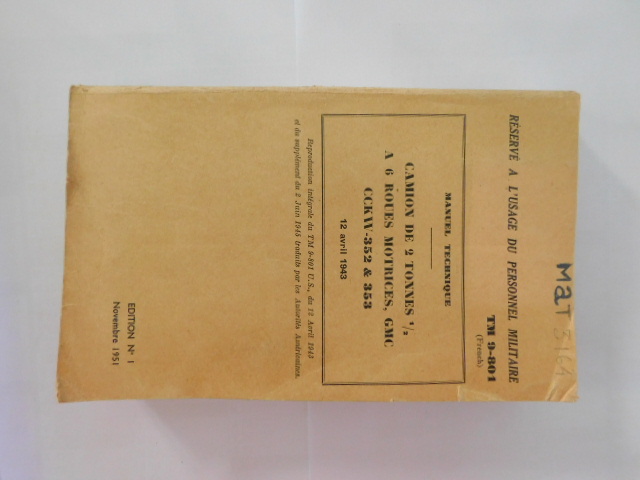 RÉSERVÉ A L'USAGE DU PERSONNEL MILITAIRE
TM 9-801
(French)
MAT 3161
MANUEL TECHNIQUE
CAMION DE 2 TONNES 1/2
A 6 ROUES MOTRICES, GMC
CCKW-352 & 353
12 avril 1943
Reproduction intégrale du TM 9-801 U.S., du 12 Avril 1943
et du supplément du 2 Juin 1945 traduits par les Autorités Américaines.
EDITION N° 1
Novembre 1951